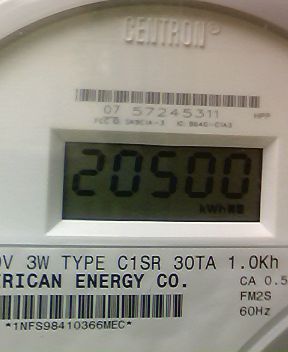 CENTRON®
07 57245311 HPP
20500
kWh
V 3W TYPE C1SR 30TA 1.0Kh
ERICAN ENERGY CO. CA 0.5
FM2S
60Hz
*1NFS98410366MEC*